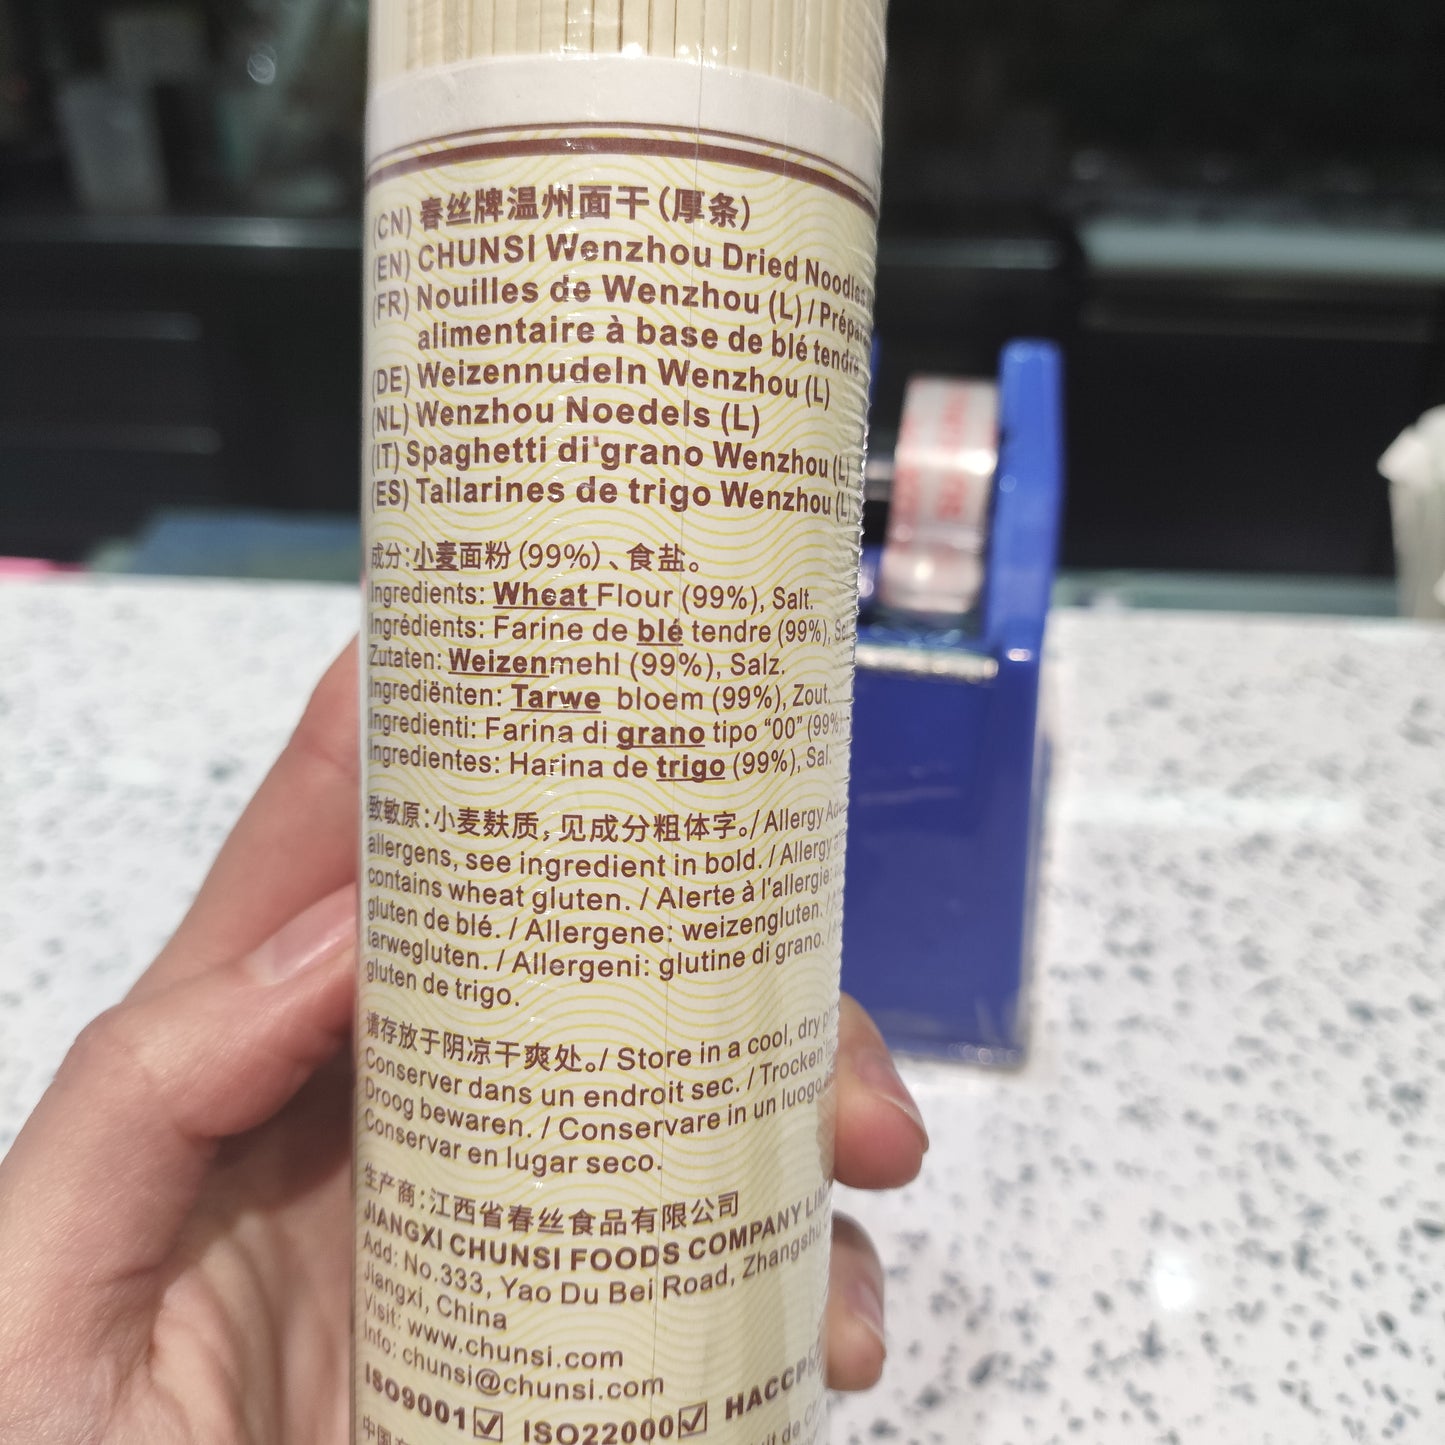 (CN) 春丝牌温州面干(厚条)
(EN) CHUNSI Wenzhou Dried Noodles
(FR) Nouilles de Wenzhou (L) /
alimentaire à base de blé tendre
(DE) Weizennudeln Wenzhou (L)
(NL) Wenzhou Noedels (L)
(IT) Spaghetti di'grano Wenzhou (L)
(ES) Tallarines de trigo Wenzhou (L)
成分:小麦面粉(99%)、食盐。
Ingredients: Wheat Flour (99%), Salt.
Ingrédients: Farine de blé tendre (99%),
Zutaten: Weizenmehl (99%), Salz.
Ingrediënten: Tarwe bloem (99%), Zout.
Ingredienti: Farina di grano tipo “00” (99%)
Ingredientes: Harina de trigo (99%), Sal.
致敏原:小麦麸质,见成分粗体字。/ Allergy
allergens, see ingredient in bold. / Allergy
contains wheat gluten. / Alerte à l'allergie:
gluten de blé. / Allergene: weizengluten. /
tarwegluten. / Allergeni: glutine di grano. /
gluten de trigo.
请存放于阴凉干爽处。/ Store in a cool, dry
Conserver dans un endroit sec. / Trocken
Droog bewaren. / Conservare in un luogo
Conservar en lugar seco.
生产商:江西省春丝食品有限公司
JIANGXI CHUNSI FOODS COMPANY
Add: No.333, Yao Du Bei Road, Zhangshu
Jiangxi, China
Visit: www.chunsi.com
Info: chunsi@chunsi.com
ISO9001 ☑ ISO22000 ☑ HACCP